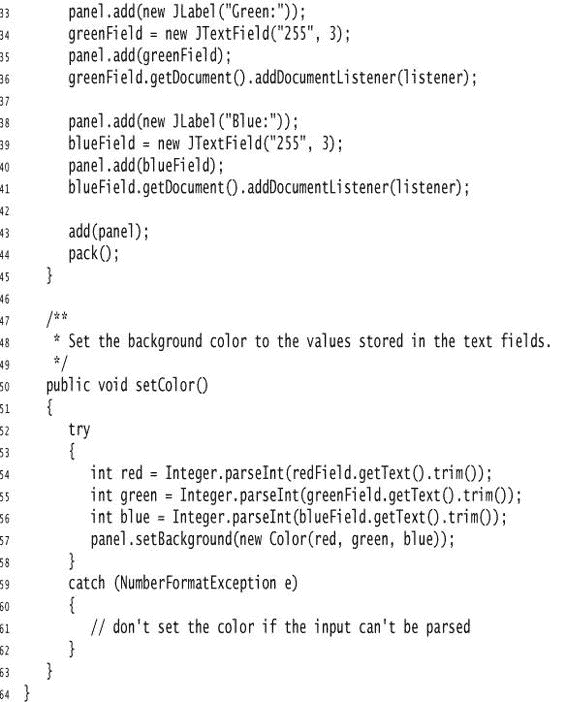 33 panel.add(new JLabel("Green:"));
34 greenField = new JTextField("255", 3);
35 panel.add(greenField);
36 greenField.getDocument().addDocumentListener(listener);
37
38 panel.add(new JLabel("Blue:"));
39 blueField = new JTextField("255", 3);
40 panel.add(blueField);
41 blueField.getDocument().addDocumentListener(listener);
42
43 add(panel);
44 pack();
45 }
46
47 /**
48 * Set the background color to the values stored in the text fields.
49 */
50 public void setColor()
51 {
52 try
53 {
54 int red = Integer.parseInt(redField.getText().trim());
55 int green = Integer.parseInt(greenField.getText().trim());
56 int blue = Integer.parseInt(blueField.getText().trim());
57 panel.setBackground(new Color(red, green, blue));
58 }
59 catch (NumberFormatException e)
60 {
61 // don't set the color if the input can't be parsed
62 }
63 }
64 }